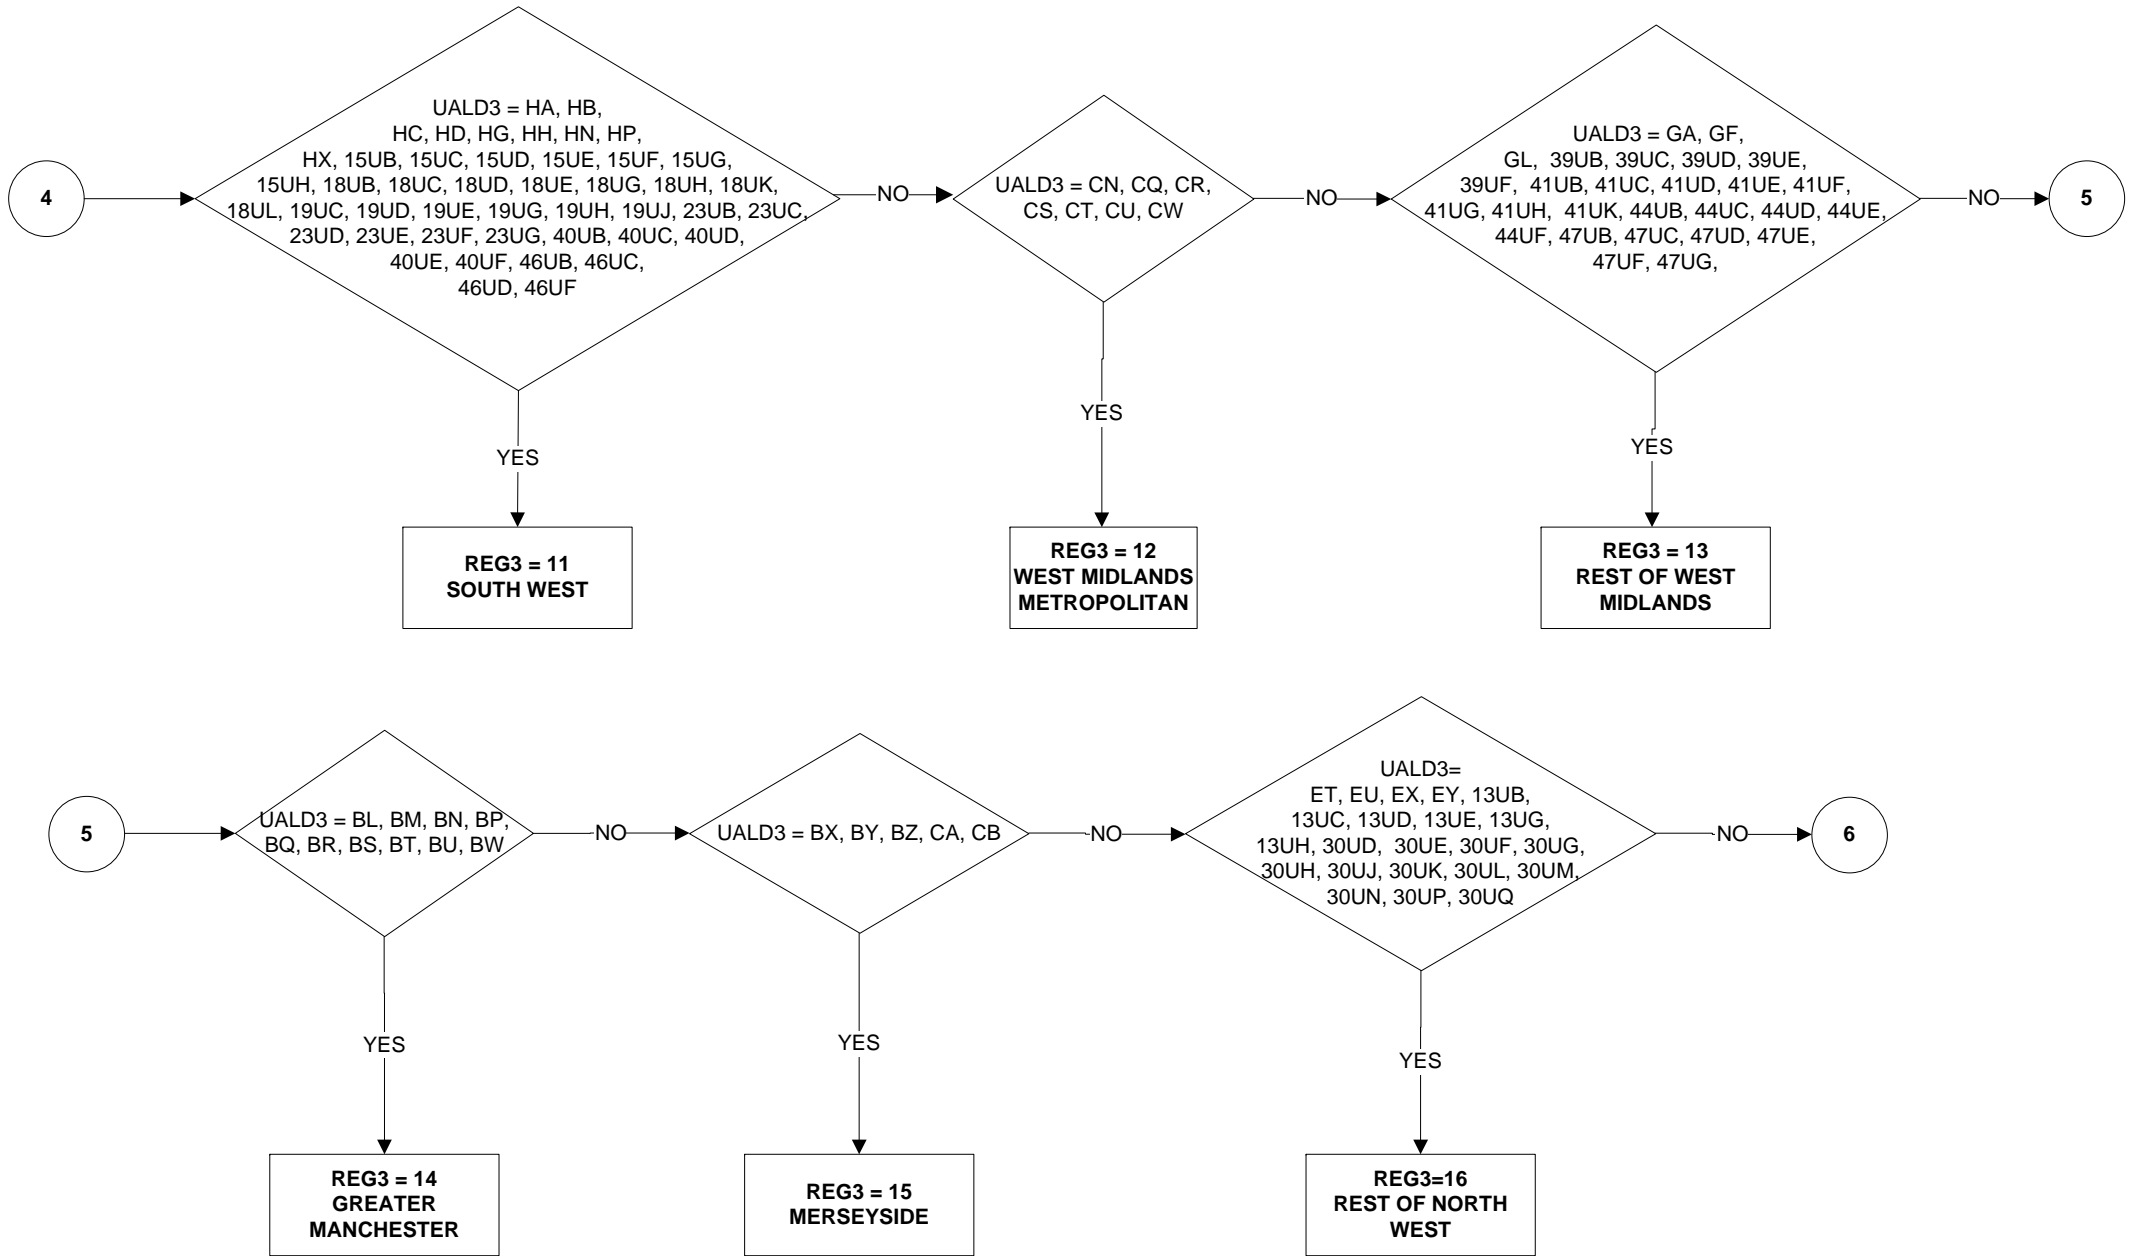 4
UALD3 = HA, HB,
HC, HD, HG, HH, HN, HP,
HX, 15UB, 15UC, 15UD, 15UE, 15UF, 15UG,
15UH, 18UB, 18UC, 18UD, 18UE, 18UG, 18UH, 18UK,
18UL, 19UC, 19UD, 19UE, 19UG, 19UH, 19UJ, 23UB, 23UC,
23UD, 23UE, 23UF, 23UG, 40UB, 40UC, 40UD,
40UE, 40UF, 46UB, 46UC,
46UD, 46UF
NO
UALD3 = CN, CQ, CR,
CS, CT, CU, CW
NO
UALD3 = GA, GF,
GL, 39UB, 39UC, 39UD, 39UE,
39UF, 41UB, 41UC, 41UD, 41UE, 41UF,
41UG, 41UH, 41UK, 44UB, 44UC, 44UD, 44UE,
44UF, 47UB, 47UC, 47UD, 47UE,
47UF, 47UG,
NO
5
YES
YES
YES
REG3 = 11
SOUTH WEST
REG3 = 12
WEST MIDLANDS
METROPOLITAN
REG3 = 13
REST OF WEST
MIDLANDS
5
UALD3 = BL, BM, BN, BP,
BQ, BR, BS, BT, BU, BW
NO
UALD3 = BX, BY, BZ, CA, CB
NO
UALD3=
ET, EU, EX, EY, 13UB,
13UC, 13UD, 13UE, 13UG,
13UH, 30UD, 30UE, 30UF, 30UG,
30UH, 30UJ, 30UK, 30UL, 30UM,
30UN, 30UP, 30UQ
NO
6
YES
YES
YES
REG3 = 14
GREATER
MANCHESTER
REG3 = 15
MERSEYSIDE
REG3=16
REST OF NORTH
WEST